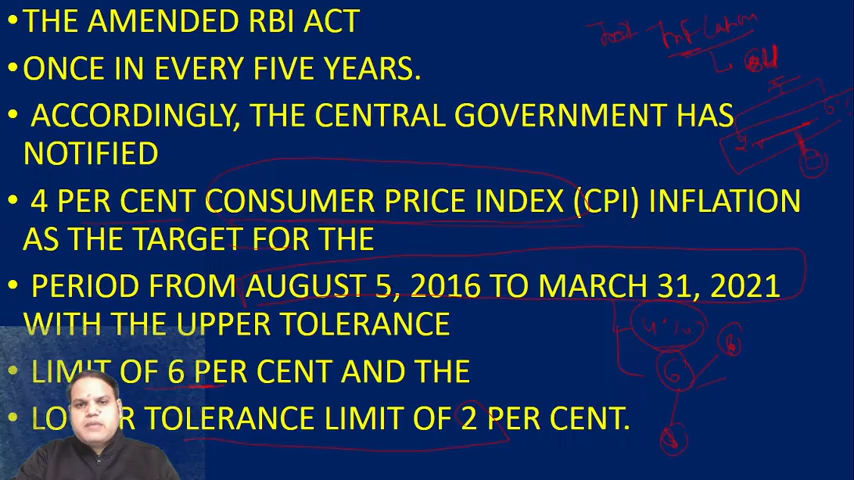 •THE AMENDED RBI ACT
•ONCE IN EVERY FIVE YEARS.
• ACCORDINGLY, THE CENTRAL GOVERNMENT HAS
NOTIFIED
• 4 PER CENT CONSUMER PRICE INDEX (CPI) INFLATION
AS THE TARGET FOR THE
• PERIOD FROM AUGUST 5, 2016 TO MARCH 31, 2021
WITH THE UPPER TOLERANCE
• LIMIT OF 6 PER CENT AND THE
• LOWER TOLERANCE LIMIT OF 2 PER CENT.
Inflation
4%